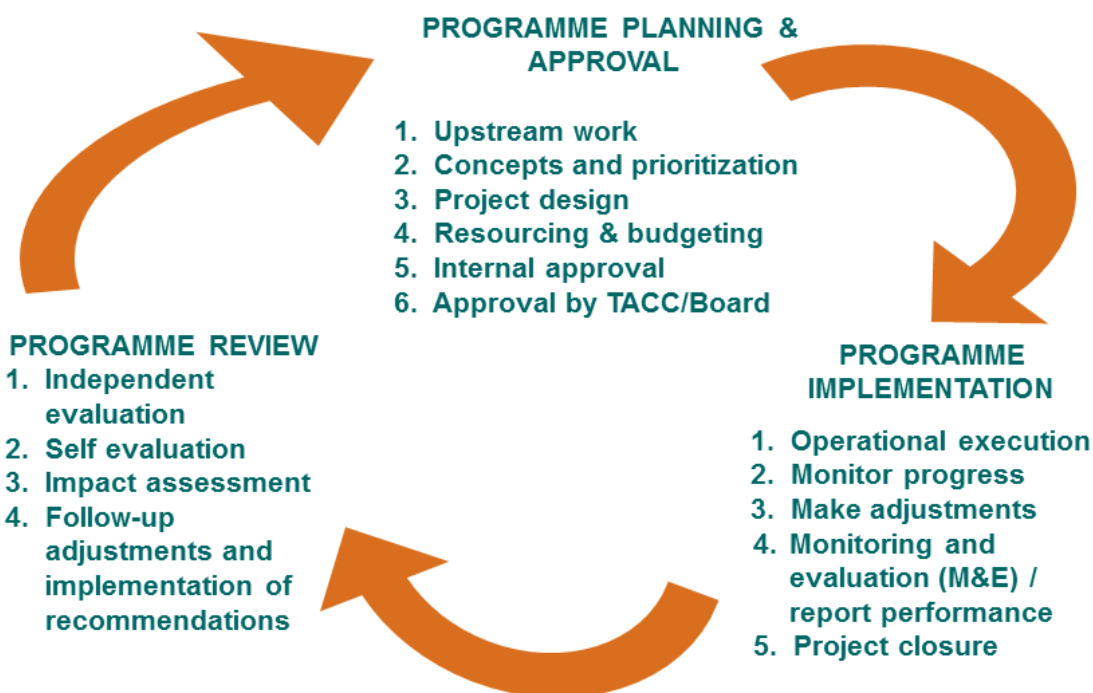 PROGRAMME PLANNING &
APPROVAL
1. Upstream work
2. Concepts and prioritization
3. Project design
4. Resourcing & budgeting
5. Internal approval
6. Approval by TACC/Board
PROGRAMME IMPLEMENTATION
1. Operational execution
2. Monitor progress
3. Make adjustments
4. Monitoring and
evaluation (M&E) /
report performance
5. Project closure
PROGRAMME REVIEW
1. Independent
evaluation
2. Self evaluation
3. Impact assessment
4. Follow-up
adjustments and
implementation of
recommendations